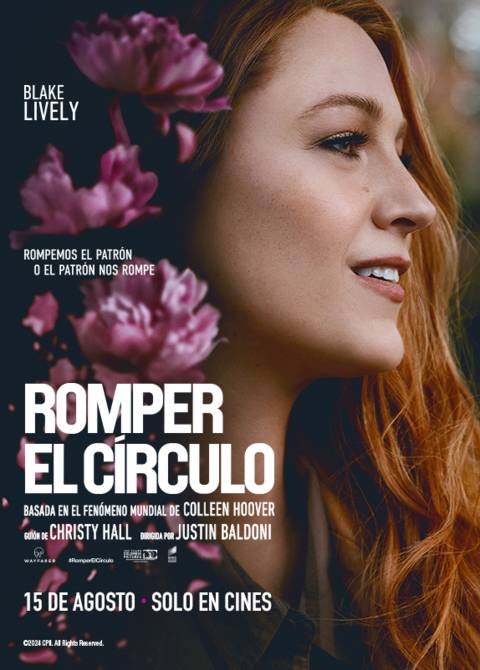 BLAKE
LIVELY
ROMPEMOS EL PATRÓN
O EL PATRÓN NOS ROMPE
ROMPER
EL CÍRCULO
BASADA EN EL FENÓMENO MUNDIAL DE COLLEEN HOOVER
GUIÓN DE CHRISTY HALL DIRIGIDA POR JUSTIN BALDONI
WAYFARER #RomperElCírculo
15 DE AGOSTO • SOLO EN CINES
©2024 CPII. All Rights Reserved.